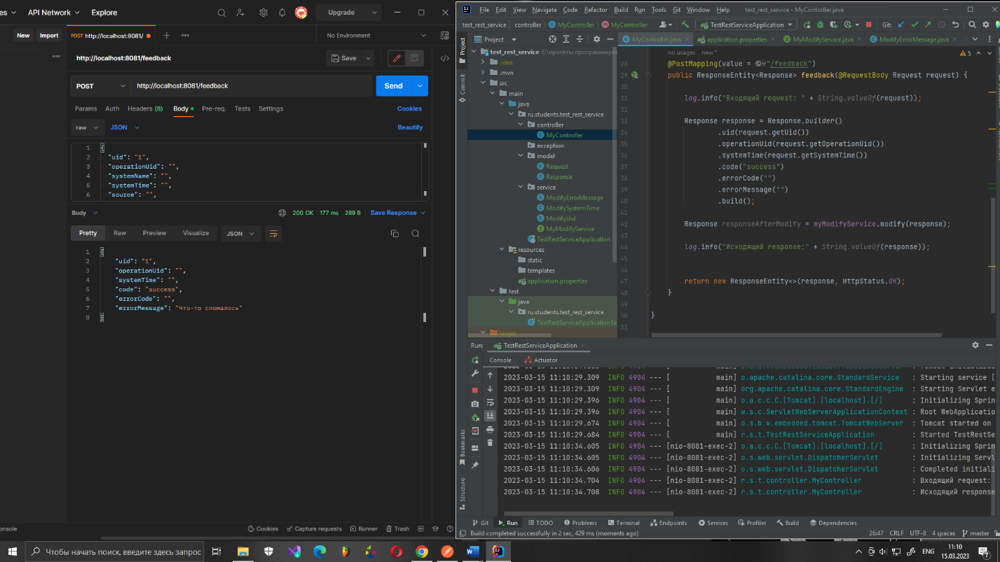 es API Network Explore Upgrade
New Import POST http://localhost:8081/ No Environment
http://localhost:8081/feedback Save
POST http://localhost:8081/feedback Send
Params Auth Headers (8) Body Pre-req. Tests Settings Cookies
raw JSON Beautify
1 {
2 "uid": "1",
3 "operationUid": "",
4 "systemName": "",
5 "systemTime": "",
6 "source": "",
Body 200 OK 177 ms 289 B Save Response
Pretty Raw Preview Visualize JSON
1 {
2 "uid": "1",
3 "operationUid": "",
4 "systemTime": "",
5 "code": "success",
6 "errorCode": "",
7 "errorMessage": "Что-то сломалось"
8 }
onsole Cookies Capture requests Runner Trash
File Edit View Navigate Code Refactor Build Run Tools Git Window Help test_rest_service - MyController.java
test_rest_service controller MyController MyController TestRestServiceApplication Git:
Project
Commit
Bookmarks
Structure
Project
test_rest_service E:\проекты програмиро
.idea
.mvn
src
main
java
ru.students.test_rest_service
controller
MyController
exception
model
Request
Response
service
ModifyErrorMessage
ModifySystemTime
ModifyUid
MyModifyService
TestRestServiceApplication
resources
static
templates
application.properties
test
java
ru.students.test_rest_service
TestRestServiceApplicationTe
target
MyController.java application.properties MyModifyService.java ModifyErrorMessage.java
no usages new * 5
28 @PostMapping(value = "/feedback")
29 public ResponseEntity<Response> feedback(@RequestBody Request request) {
30
31 log.info("Входящий request: " + String.valueOf(request));
32
33 Response response = Response.builder()
34 .uid(request.getUid())
35 .operationUid(request.getOperationUid())
36 .systemTime(request.getSystemTime())
37 .code("success")
38 .errorCode("")
39 .errorMessage("")
40 .build();
41
42 Response responseAfterModify = myModifyService.modify(response);
43
44 log.info("Исходящий response:" + String.valueOf(response));
45
46
47 return new ResponseEntity<>(response, HttpStatus.OK);
48 }
49
50 }
51
Run: TestRestServiceApplication
Console Actuator
2023-03-15 11:10:29.309 INFO 4904 --- [ main] o.apache.catalina.core.StandardService : Starting service [
2023-03-15 11:10:29.309 INFO 4904 --- [ main] org.apache.catalina.core.StandardEngine : Starting Servlet e
2023-03-15 11:10:29.396 INFO 4904 --- [ main] o.a.c.c.C.[Tomcat].[localhost].[/] : Initializing Sprin
2023-03-15 11:10:29.396 INFO 4904 --- [ main] w.s.c.ServletWebServerApplicationContext : Root WebApplicatio
2023-03-15 11:10:29.674 INFO 4904 --- [ main] o.s.b.w.embedded.tomcat.TomcatWebServer : Tomcat started on
2023-03-15 11:10:29.684 INFO 4904 --- [ main] r.s.t.TestRestServiceApplication : Started TestRestSe
2023-03-15 11:10:34.605 INFO 4904 --- [nio-8081-exec-2] o.a.c.c.C.[Tomcat].[localhost].[/] : Initializing Sprin
2023-03-15 11:10:34.605 INFO 4904 --- [nio-8081-exec-2] o.s.web.servlet.DispatcherServlet : Initializing Servl
2023-03-15 11:10:34.606 INFO 4904 --- [nio-8081-exec-2] o.s.web.servlet.DispatcherServlet : Completed initiali
2023-03-15 11:10:34.704 INFO 4904 --- [nio-8081-exec-2] r.s.t.controller.MyController : Входящий request:
2023-03-15 11:10:34.708 INFO 4904 --- [nio-8081-exec-2] r.s.t.controller.MyController : Исходящий response
Git Run TODO Problems Terminal Endpoints Services Profiler Build Dependencies
Build completed successfully in 2 sec, 429 ms (moments ago) 26:47 CRLF UTF-8 4 spaces master
Чтобы начать поиск, введите здесь запрос ENG 11:10
15.03.2023 7